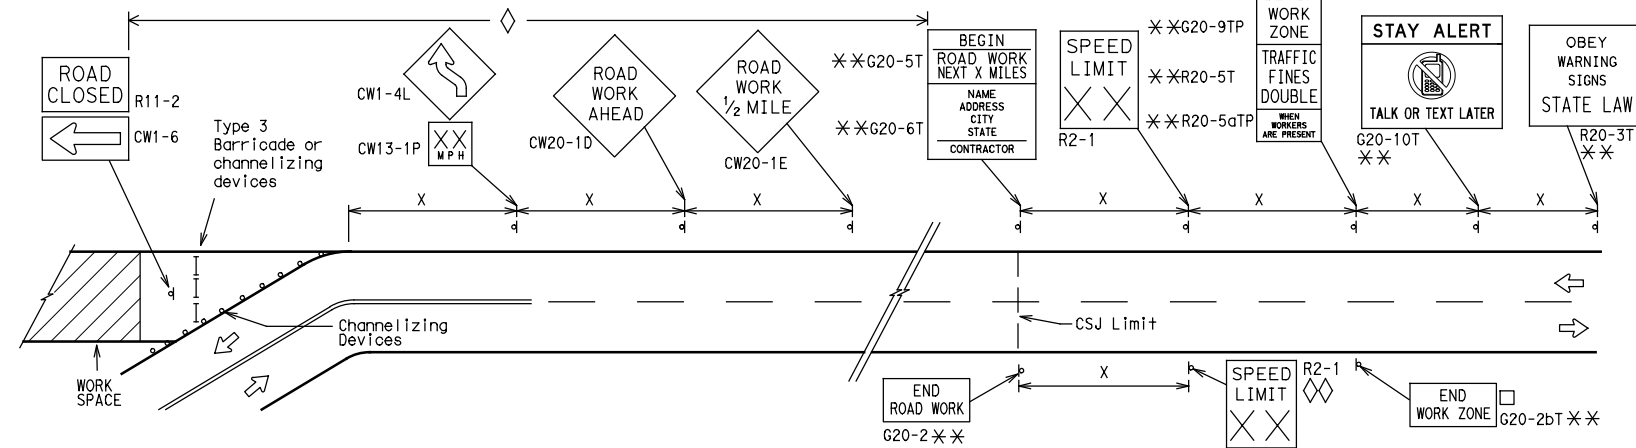 ROAD
CLOSED
R11-2
CW1-6
Type 3
Barricade or
channelizing
devices
CW1-4L
CW13-1P
XX
MPH
ROAD
WORK
AHEAD
CW20-1D
ROAD
WORK
1/2 MILE
CW20-1E
**G20-5T
**G20-6T
BEGIN
ROAD WORK
NEXT X MILES
NAME
ADDRESS
CITY
STATE
CONTRACTOR
SPEED
LIMIT
XX
R2-1
**G20-9TP
**R20-5T
**R20-5aTP
WORK
ZONE
TRAFFIC
FINES
DOUBLE
WHEN
WORKERS
ARE PRESENT
STAY ALERT
TALK OR TEXT LATER
G20-10T
**
OBEY
WARNING
SIGNS
STATE LAW
R20-3T
**
X
X
X
X
X
X
X
Channelizing
Devices
CSJ Limit
WORK
SPACE
END
ROAD WORK
G20-2**
X
SPEED
LIMIT
XX
R2-1
END
WORK ZONE
G20-2bT**